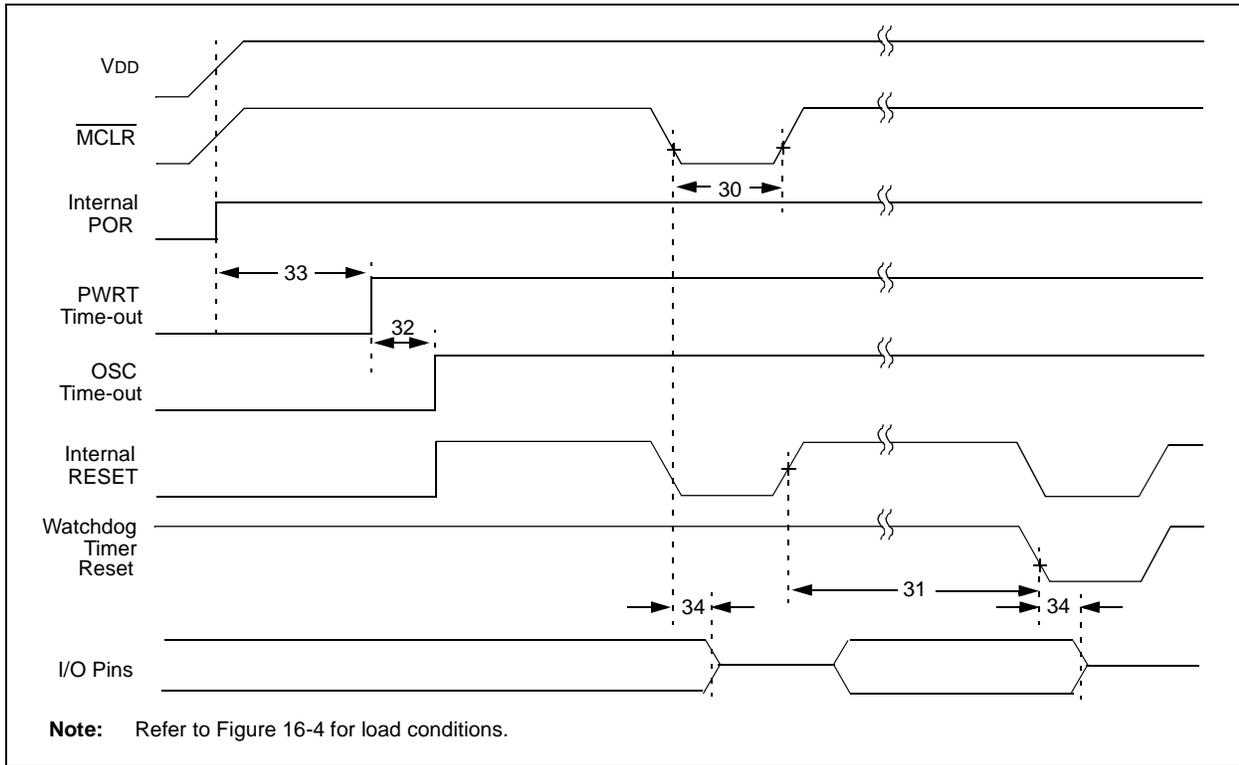 VDD
MCLR
30
Internal
POR
33
PWRT
Time-out
32
OSC
Time-out
Internal
RESET
Watchdog
Timer
Reset
31
34
34
I/O Pins
Note: Refer to Figure 16-4 for load conditions.